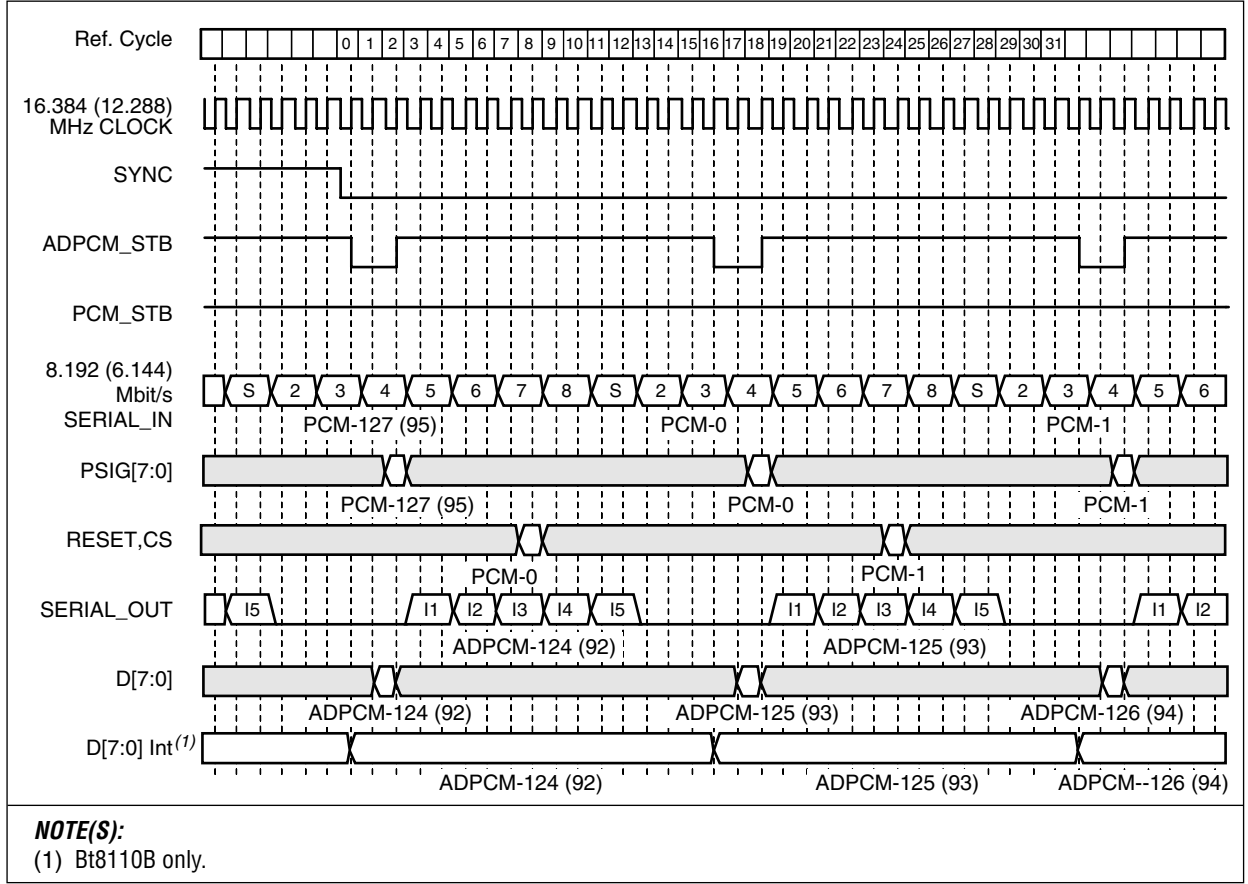 Ref. Cycle 0 1 2 3 4 5 6 7 8 9 10 11 12 13 14 15 16 17 18 19 20 21 22 23 24 25 26 27 28 29 30 31
16.384 (12.288)
MHz CLOCK
SYNC
ADPCM_STB
PCM_STB
8.192 (6.144)
Mbit/s
SERIAL_IN
S 2 3 4 5 6 7 8 S 2 3 4 5 6 7 8 S 2 3 4 5 6
PCM-127 (95) PCM-0 PCM-1
PSIG[7:0]
PCM-127 (95) PCM-0 PCM-1
RESET,CS
PCM-0 PCM-1
SERIAL_OUT I5 I1 I2 I3 I4 I5 I1 I2 I3 I4 I5 I1 I2
ADPCM-124 (92) ADPCM-125 (93)
D[7:0]
ADPCM-124 (92) ADPCM-125 (93) ADPCM-126 (94)
D[7:0] Int(1)
ADPCM-124 (92) ADPCM-125 (93) ADPCM--126 (94)
NOTE(S):
(1) Bt8110B only.